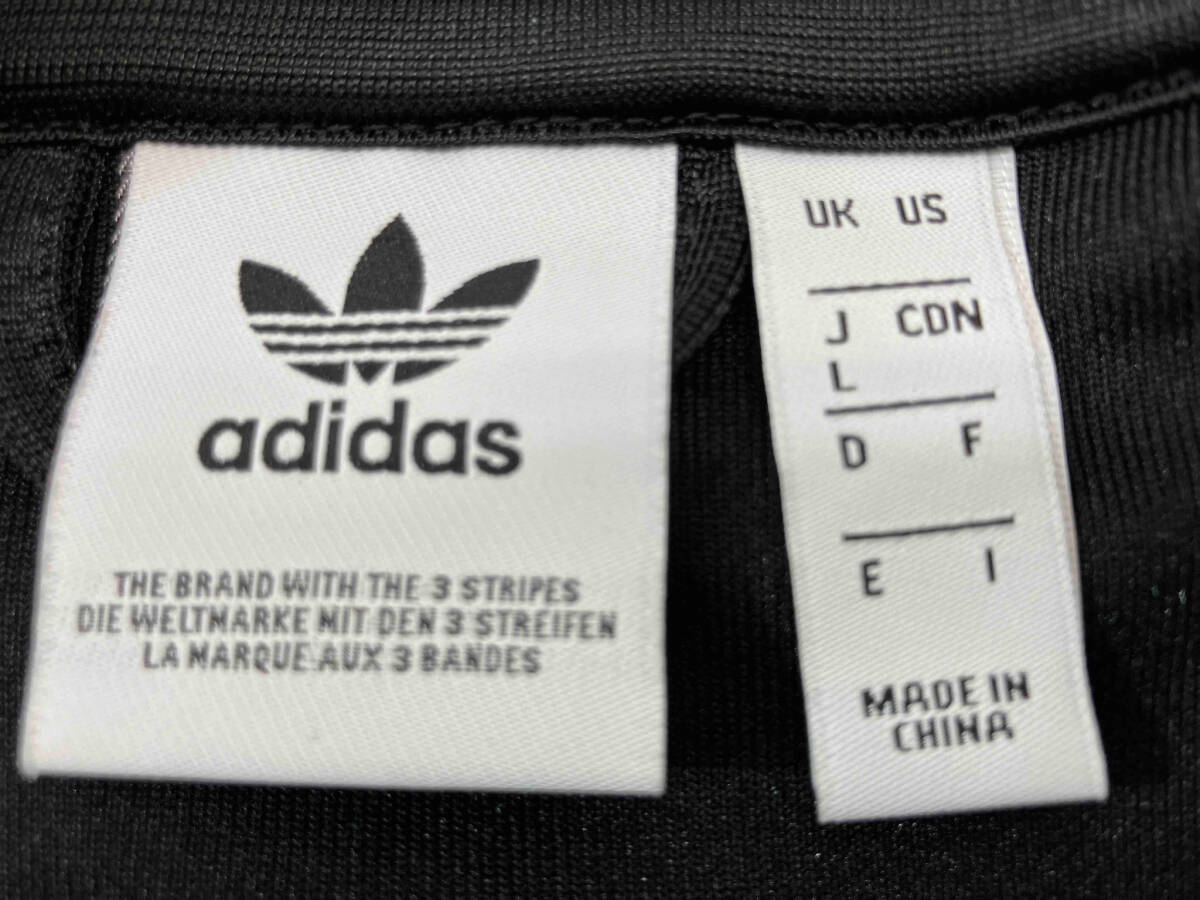 adidas
THE BRAND WITH THE 3 STRIPES
DIE WELTMARKE MIT DEN 3 STREIFEN
LA MARQUE AUX 3 BANDES
UK US
J CDN
L
D F
E I
MADE IN
CHINA